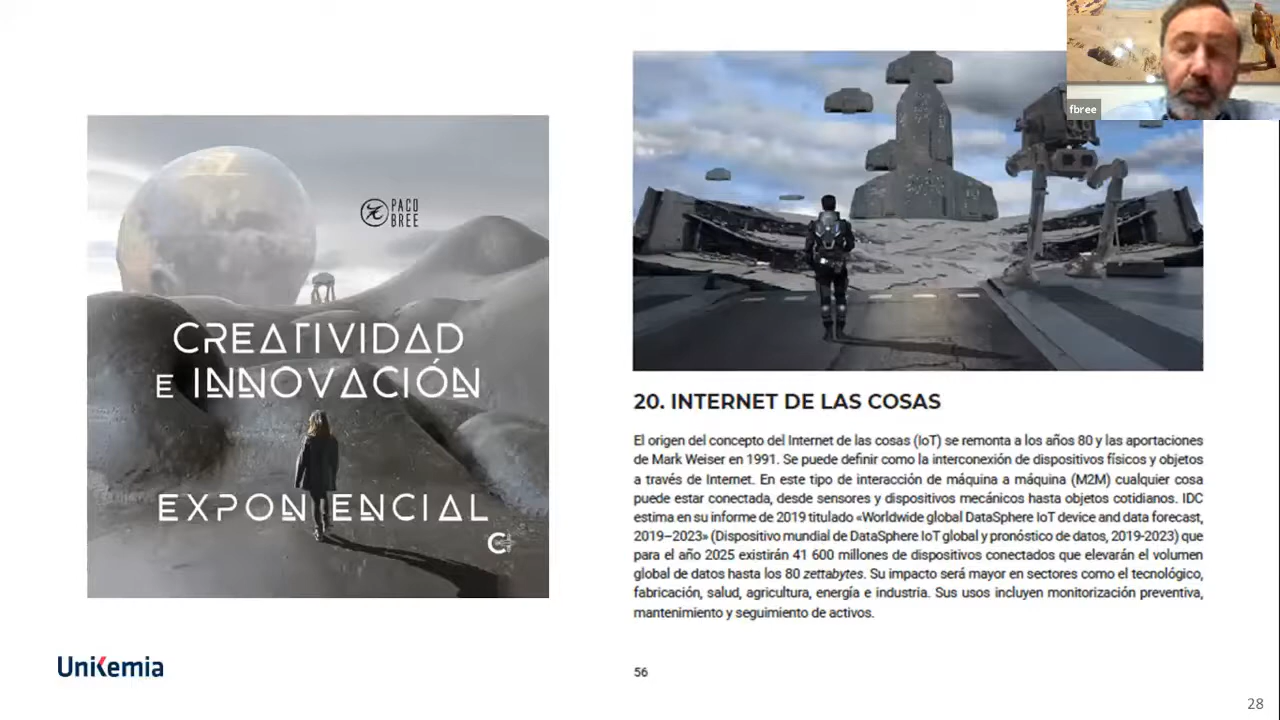 PACO
BREE
CREATIVIDAD
E INNOVACIÓN
EXPONENCIAL
fbree
20. INTERNET DE LAS COSAS
El origen del concepto del Internet de las cosas (IoT) se remonta a los años 80 y las aportaciones
de Mark Weiser en 1991. Se puede definir como la interconexión de dispositivos físicos y objetos
a través de Internet. En este tipo de interacción de máquina a máquina (M2M) cualquier cosa
puede estar conectada, desde sensores y dispositivos mecánicos hasta objetos cotidianos. IDC
estima en su informe de 2019 titulado «Worldwide global DataSphere IoT device and data forecast,
2019–2023» (Dispositivo mundial de DataSphere IoT global y pronóstico de datos, 2019-2023) que
para el año 2025 existirán 41 600 millones de dispositivos conectados que elevarán el volumen
global de datos hasta los 80 zettabytes. Su impacto será mayor en sectores como el tecnológico,
fabricación, salud, agricultura, energía e industria. Sus usos incluyen monitorización preventiva,
mantenimiento y seguimiento de activos.
UniKemia
56
28